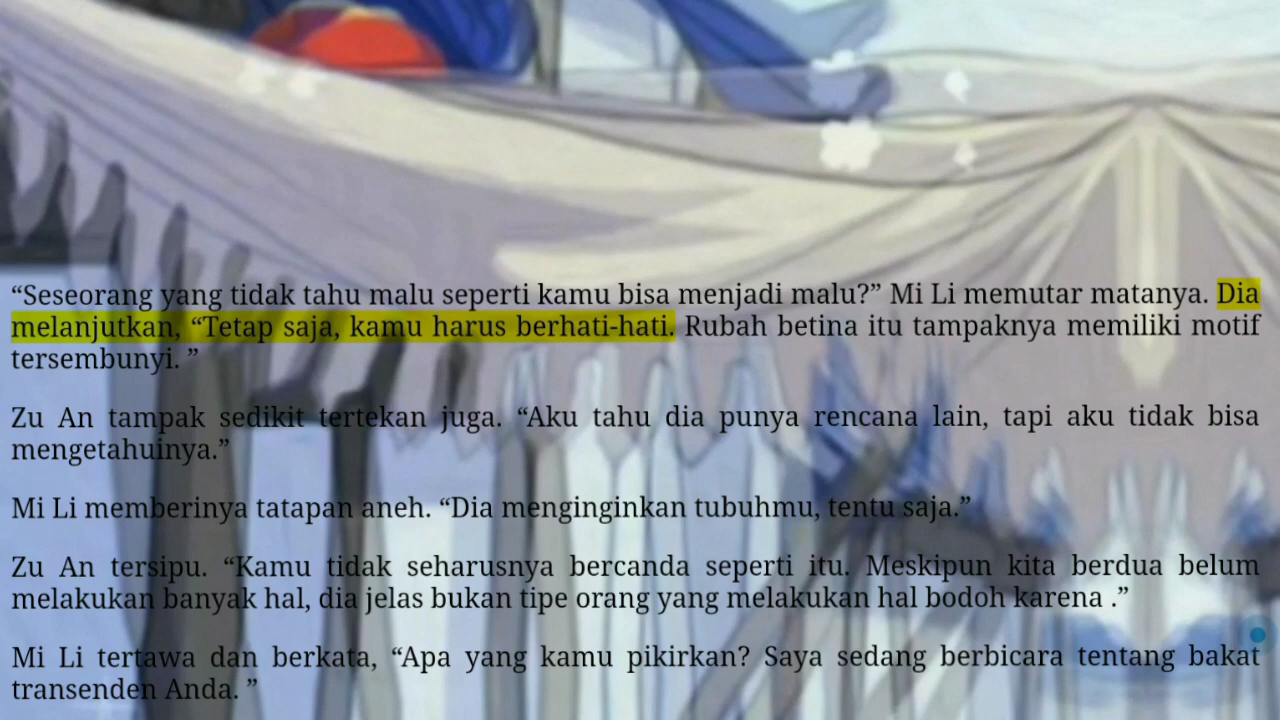 “Seseorang yang tidak tahu malu seperti kamu bisa menjadi malu?” Mi Li memutar matanya. Dia
melanjutkan, “Tetap saja, kamu harus berhati-hati. Rubah betina itu tampaknya memiliki motif
tersembunyi. ”
Zu An tampak sedikit tertekan juga. “Aku tahu dia punya rencana lain, tapi aku tidak bisa
mengetahuinya.”
Mi Li memberinya tatapan aneh. “Dia menginginkan tubuhmu, tentu saja.”
Zu An tersipu. “Kamu tidak seharusnya bercanda seperti itu. Meskipun kita berdua belum
melakukan banyak hal, dia jelas bukan tipe orang yang melakukan hal bodoh karena .”
Mi Li tertawa dan berkata, “Apa yang kamu pikirkan? Saya sedang berbicara tentang bakat
transenden Anda. ”